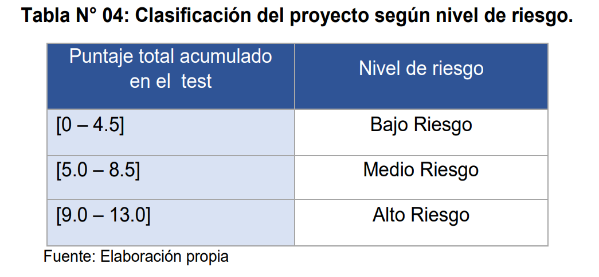 Tabla N° 04: Clasificación del proyecto según nivel de riesgo.
Puntaje total acumulado
en el test
Nivel de riesgo
[0 – 4.5]
Bajo Riesgo
[5.0 – 8.5]
Medio Riesgo
[9.0 – 13.0]
Alto Riesgo
Fuente: Elaboración propia